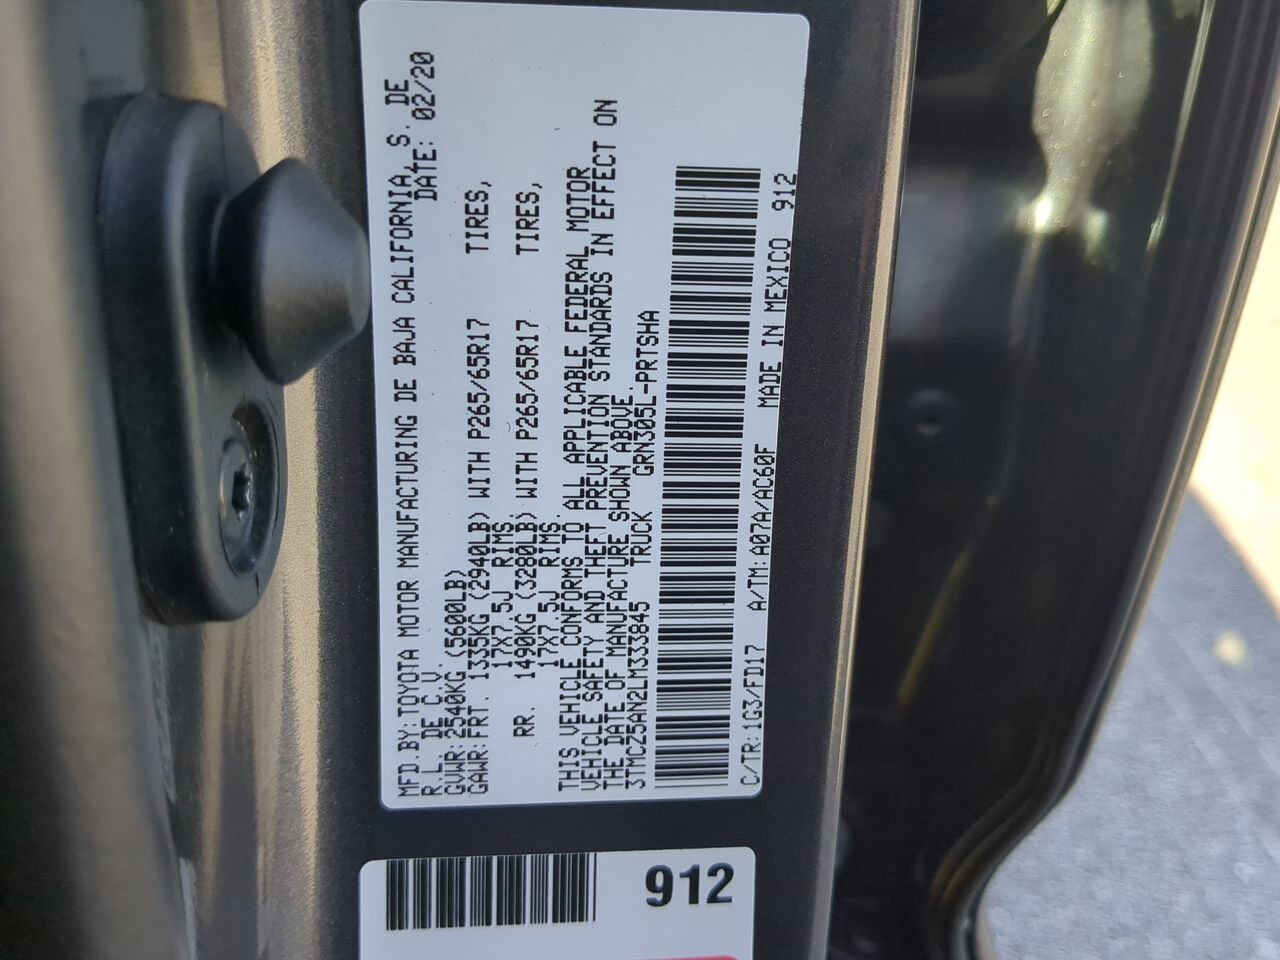 MFD.BY:TOYOTA MOTOR MANUFACTURING DE BAJA CALIFORNIA,S. DE
R.L. DE C.V. DATE: 02/20
GVWR:2540KG (5600LB)
GAWR:FRT. 1335KG (2940LB) WITH P265/65R17 TIRES,
17X7.5J RIMS,
RR. 1490KG (3280LB) WITH P265/65R17 TIRES,
17X7.5J RIMS.
THIS VEHICLE CONFORMS TO ALL APPLICABLE FEDERAL MOTOR
VEHICLE SAFETY AND THEFT PREVENTION STANDARDS IN EFFECT ON
THE DATE OF MANUFACTURE SHOWN ABOVE.
3TMCZ5AN2LM333845 TRUCK GRN305L-PRTSHA
C/TR:1G3/FD17 A/TM:A07A/AC60F MADE IN MEXICO 912
912